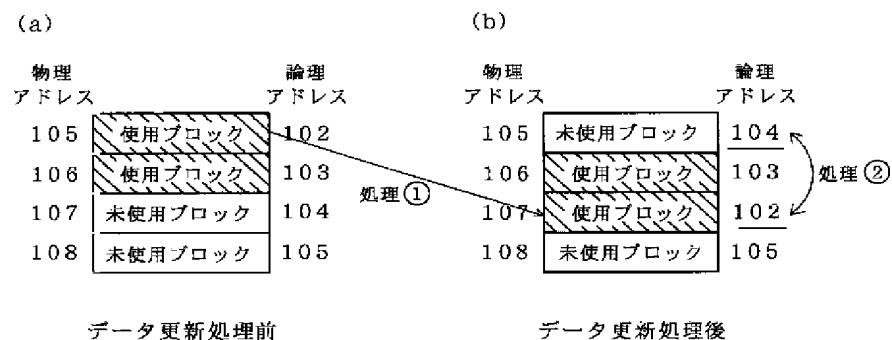 (a) (b)
物理 論理 物理 論理
アドレス アドレス アドレス アドレス
105 使用ブロック 102 105 未使用ブロック 104
106 使用ブロック 103 106 使用ブロック 103
処理① 処理②
107 未使用ブロック 104 107 使用ブロック 102
108 未使用ブロック 105 108 未使用ブロック 105
データ更新処理前 データ更新処理後